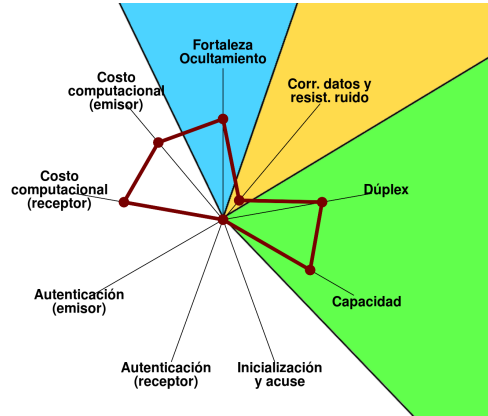 Fortaleza
Ocultamiento
Costo
computacional
(emisor)
Corr. datos y
resist. ruido
Costo
computacional
(receptor)
Dúplex
Autenticación
(emisor)
Capacidad
Autenticación
(receptor)
Inicialización
y acuse